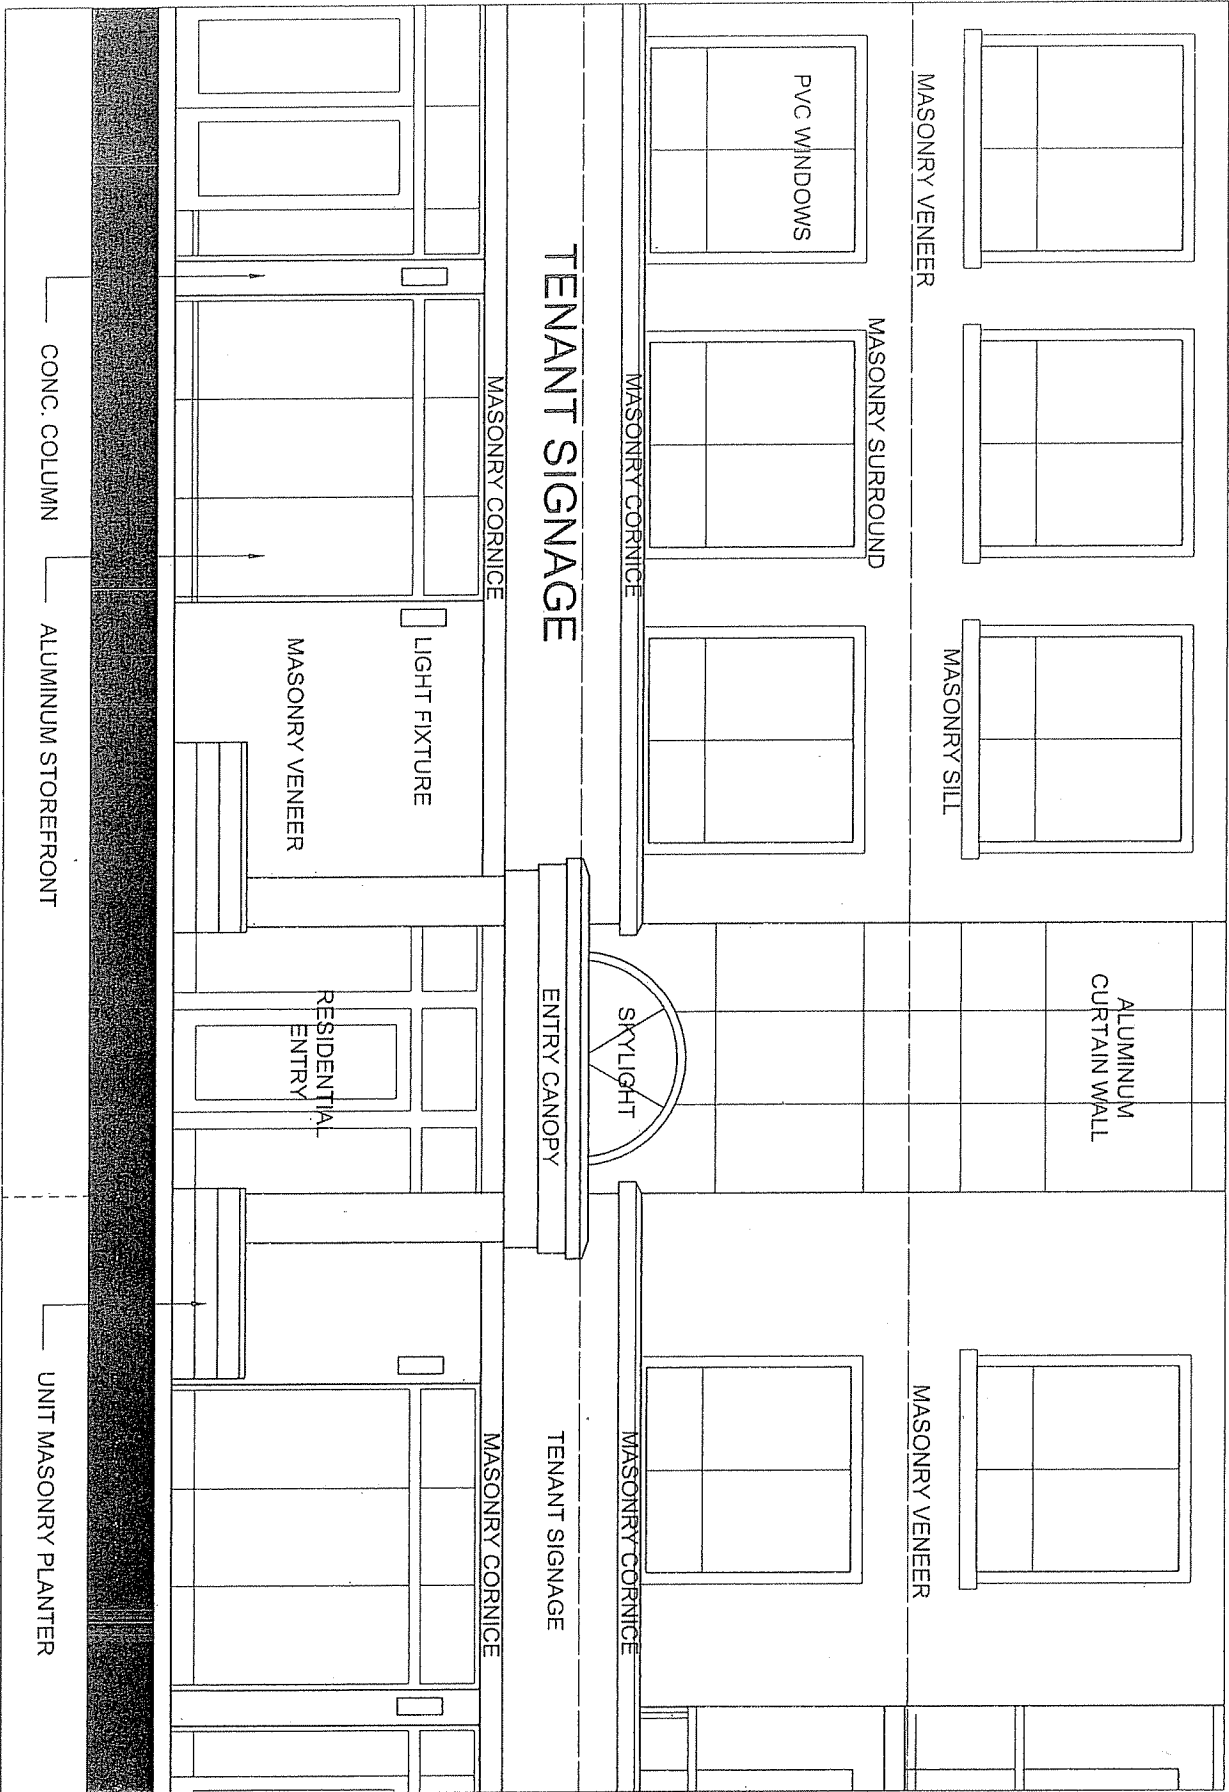 ALUMINUM
CURTAIN WALL
MASONRY SILL
MASONRY VENEER
MASONRY VENEER
MASONRY SURROUND
PVC WINDOWS
MASONRY CORNICE
SKYLIGHT
MASONRY CORNICE
TENANT SIGNAGE
ENTRY CANOPY
TENANT SIGNAGE
MASONRY CORNICE
MASONRY CORNICE
LIGHT FIXTURE
RESIDENTIAL
ENTRY
MASONRY VENEER
CONC. COLUMN
ALUMINUM STOREFRONT
UNIT MASONRY PLANTER